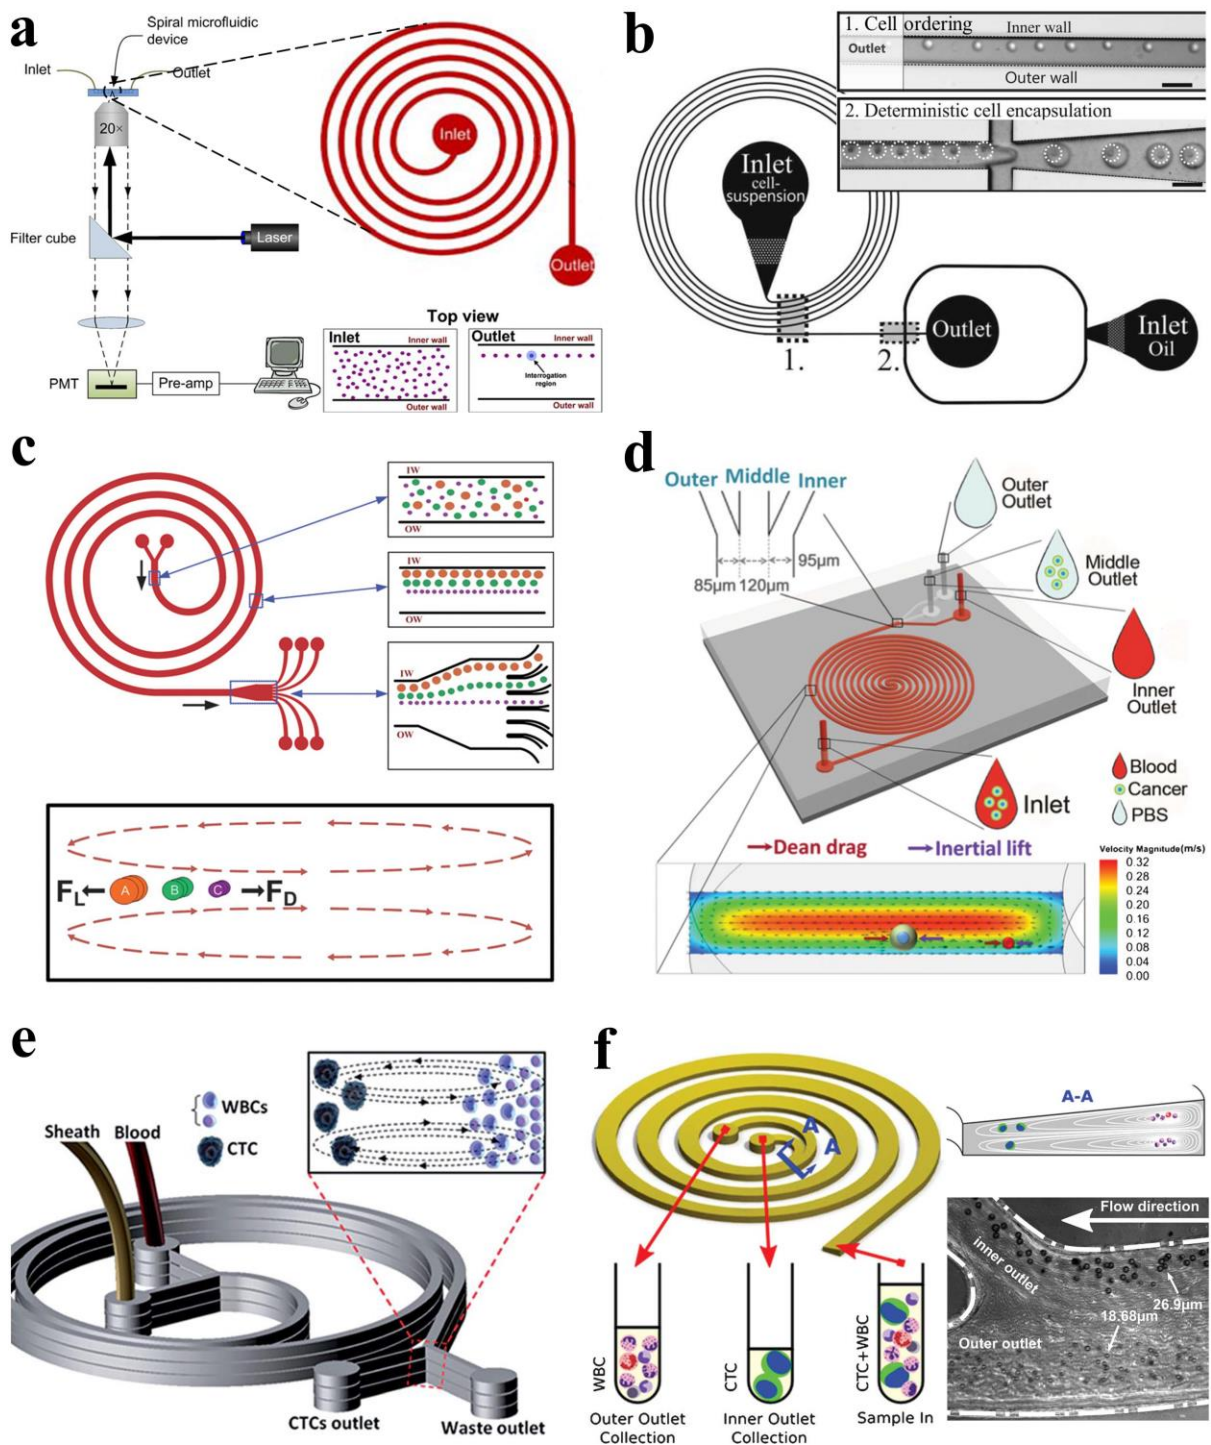 a
Spiral microfluidic
device
Inlet
Outlet
20×
Filter cube
Laser
PMT
Pre-amp
Inlet
Outlet
Top view
Inlet
Inner wall
Outer wall
Outlet
Inner wall
Interrogation
region
Outer wall
b
1. Cell ordering
Inner wall
Outlet
Outer wall
2. Deterministic cell encapsulation
Inlet
cell-
suspension
1.
2.
Outlet
Inlet
Oil
c
IW
OW
IW
OW
IW
OW
FL
A
B
C
FD
d
Outer Middle Inner
95µm
85µm 120µm
Outer
Outlet
Middle
Outlet
Inner
Outlet
Inlet
Blood
Cancer
PBS
Dean drag
Inertial lift
Velocity Magnitude(m/s)
0.32
0.28
0.24
0.20
0.16
0.12
0.08
0.04
0.00
e
WBCs
CTC
Sheath
Blood
CTCs outlet
Waste outlet
f
A
A
A-A
WBC
Outer Outlet
Collection
CTC
Inner Outlet
Collection
CTC+WBC
Sample In
Flow direction
inner outlet
26.9µm
18.68µm
Outer outlet